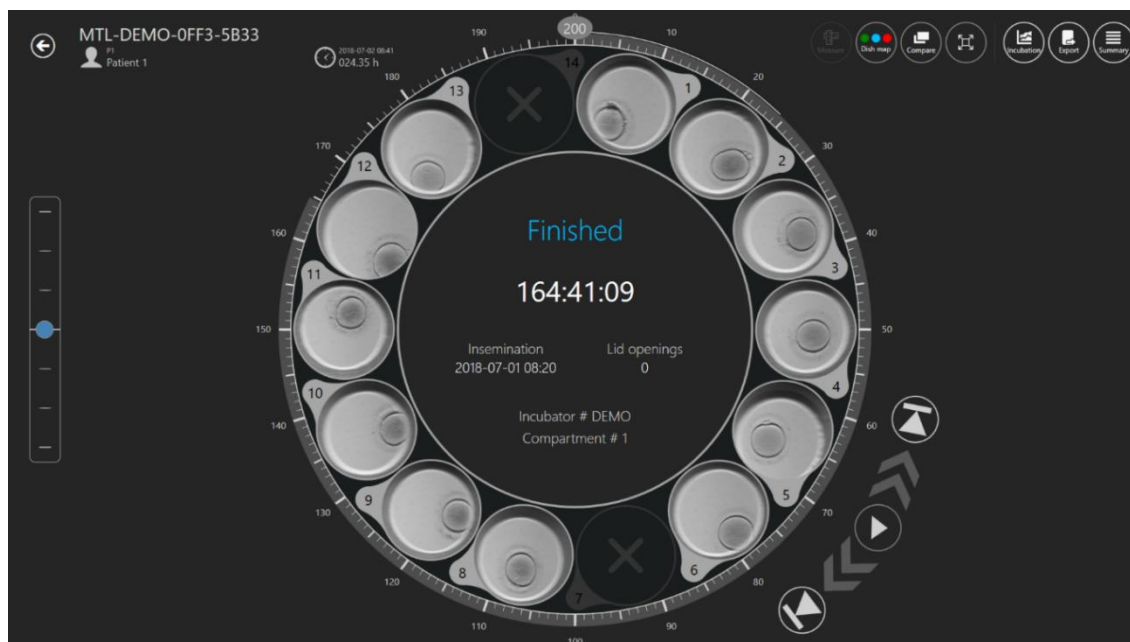 MTL-DEMO-0FF3-5B33
P1
Patient 1
2018-07-02 08:41
024.35 h
Measure
Dish map
Compare
Incubation
Export
Summary
200
10
20
30
40
50
60
70
80
90
100
110
120
130
140
150
160
170
180
190
1
2
3
4
5
6
7
8
9
10
11
12
13
14
Finished
164:41:09
Insemination
2018-07-01 08:20
Lid openings
0
Incubator # DEMO
Compartment # 1